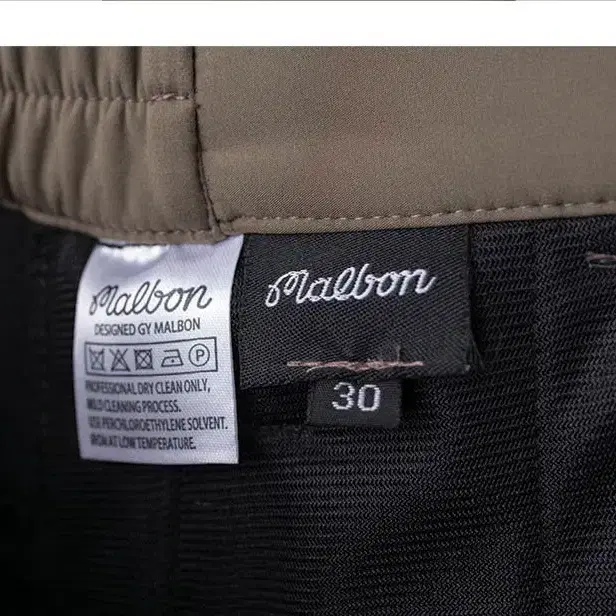 Malbon
DESIGNED GY MALBON
P
PROFESSIONAL DRY CLEAN ONLY,
MILD CLEANING PROCESS.
USE PERCHLOROETHYLENE SOLVENT.
IRON AT LOW TEMPERATURE.
Malbon
30